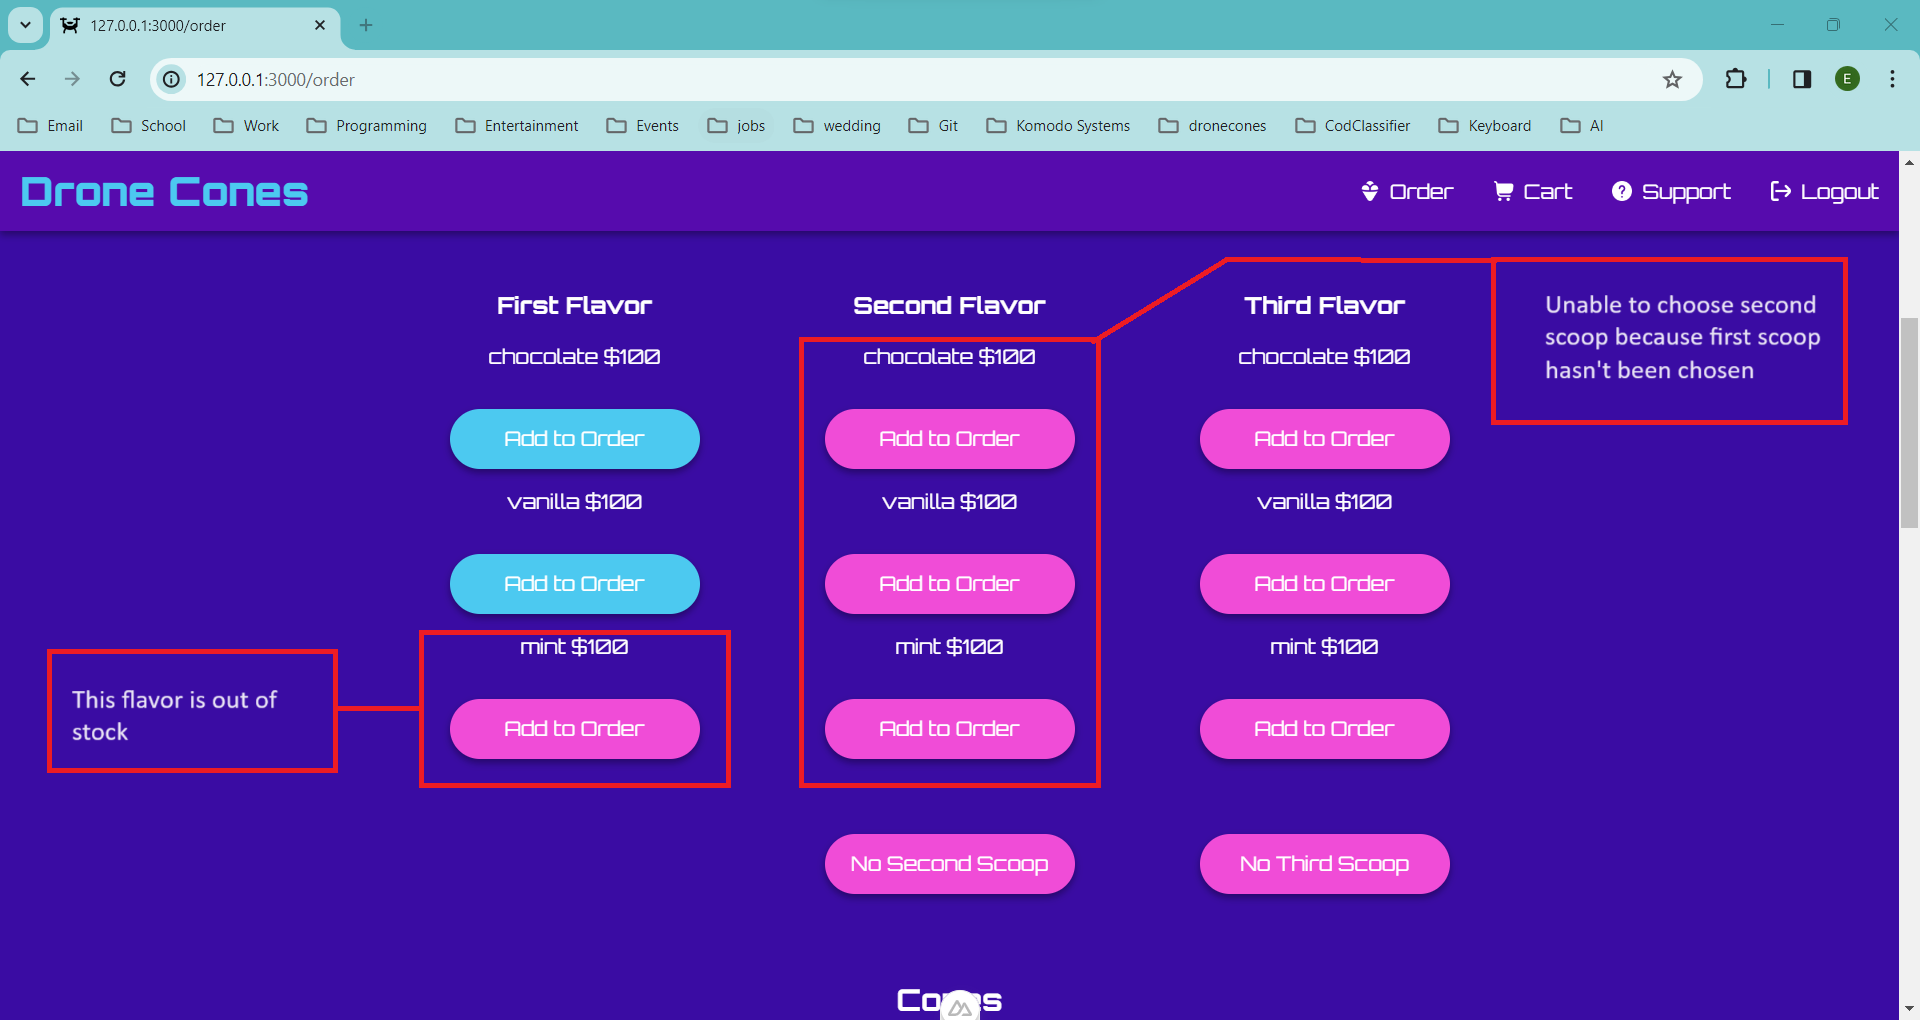 127.0.0.1:3000/order
127.0.0.1:3000/order
E
Email School Work Programming Entertainment Events jobs wedding Git Komodo Systems dronecones CodClassifier Keyboard AI
Drone Cones Order Cart Support Logout
First Flavor Second Flavor Third Flavor
chocolate $100 chocolate $100 chocolate $100
Add to Order Add to Order Add to Order
vanilla $100 vanilla $100 vanilla $100
Add to Order Add to Order Add to Order
mint $100 mint $100 mint $100
Add to Order Add to Order Add to Order
No Second Scoop No Third Scoop
Unable to choose second
scoop because first scoop
hasn't been chosen
This flavor is out of
stock